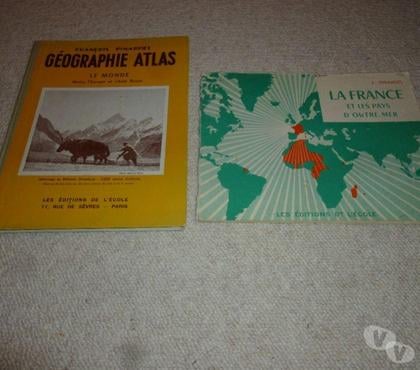 FRANÇOIS PINARDEL
GÉOGRAPHIE ATLAS
LE MONDE
LES ÉDITIONS DE L'ÉCOLE
11, RUE DE SÈVRES — PARIS
F. PINARDEL
LA FRANCE
ET LES PAYS
D'OUTRE-MER
LES ÉDITIONS DE L'ÉCOLE
V
V